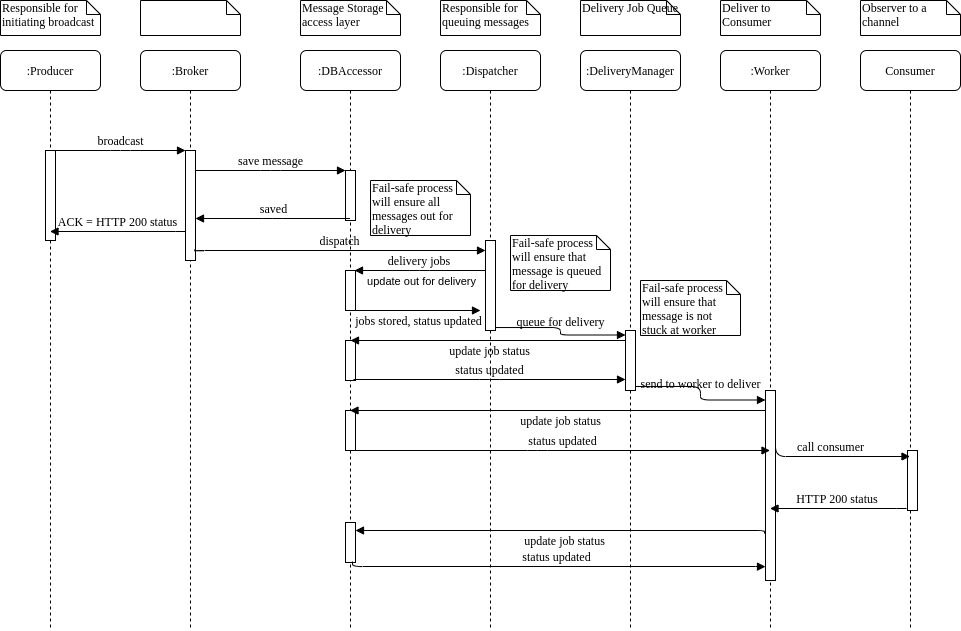 Responsible for
initiating broadcast
Message Storage
access layer
Responsible for
queuing messages
Delivery Job Queue
Deliver to
Consumer
Observer to a
channel
:Producer
:Broker
:DBAccessor
:Dispatcher
:DeliveryManager
:Worker
Consumer
broadcast
save message
Fail-safe process
will ensure all
messages out for
delivery
saved
ACK = HTTP 200 status
dispatch
Fail-safe process
will ensure that
message is queued
for delivery
delivery jobs
update out for delivery
Fail-safe process
will ensure that
message is not
stuck at worker
jobs stored, status updated
queue for delivery
update job status
status updated
send to worker to deliver
update job status
status updated
call consumer
HTTP 200 status
update job status
status updated